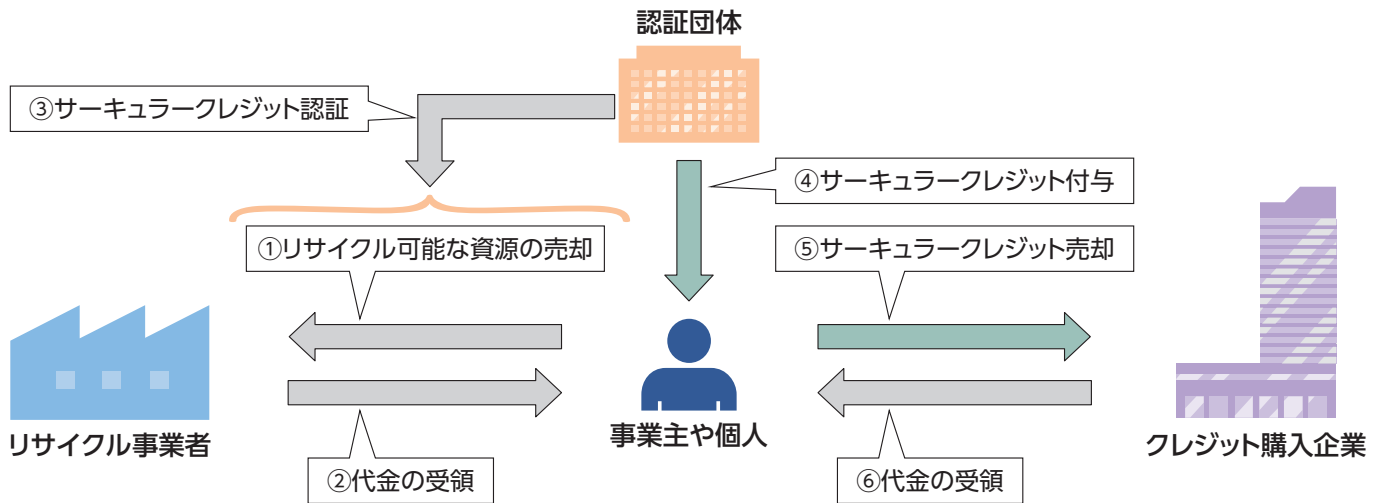 認証団体
③サーキュラークレジット認証
④サーキュラークレジット付与
①リサイクル可能な資源の売却
⑤サーキュラークレジット売却
リサイクル事業者
事業主や個人
クレジット購入企業
②代金の受領
⑥代金の受領